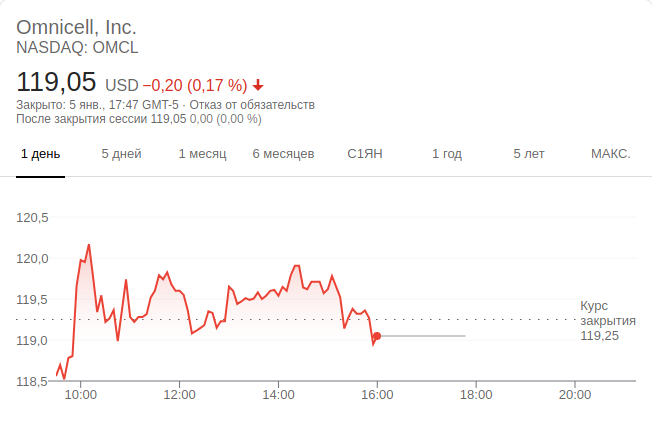 Omnicell, Inc.
NASDAQ: OMCL
119,05 USD −0,20 (0,17 %)
Закрыто: 5 янв., 17:47 GMT-5 · Отказ от обязательств
После закрытия сессии 119,05 0,00 (0,00 %)
1 день 5 дней 1 месяц 6 месяцев С1ЯН 1 год 5 лет МАКС.
120,5
120,0
119,5
119,0
118,5
Курс
закрытия
119,25
10:00 12:00 14:00 16:00 18:00 20:00